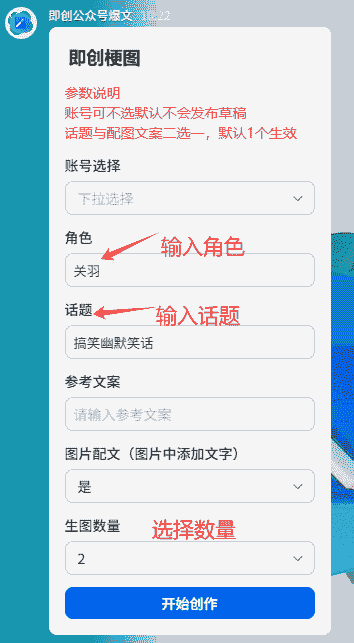 即创公众号爆文 10:22
即创梗图
参数说明
账号可不选默认不会发布草稿
话题与配图文案二选一，默认1个生效
账号选择
下拉选择
角色
输入角色
关羽
话题
输入话题
搞笑幽默笑话
参考文案
请输入参考文案
图片配文（图片中添加文字）
是
生图数量
选择数量
2
开始创作